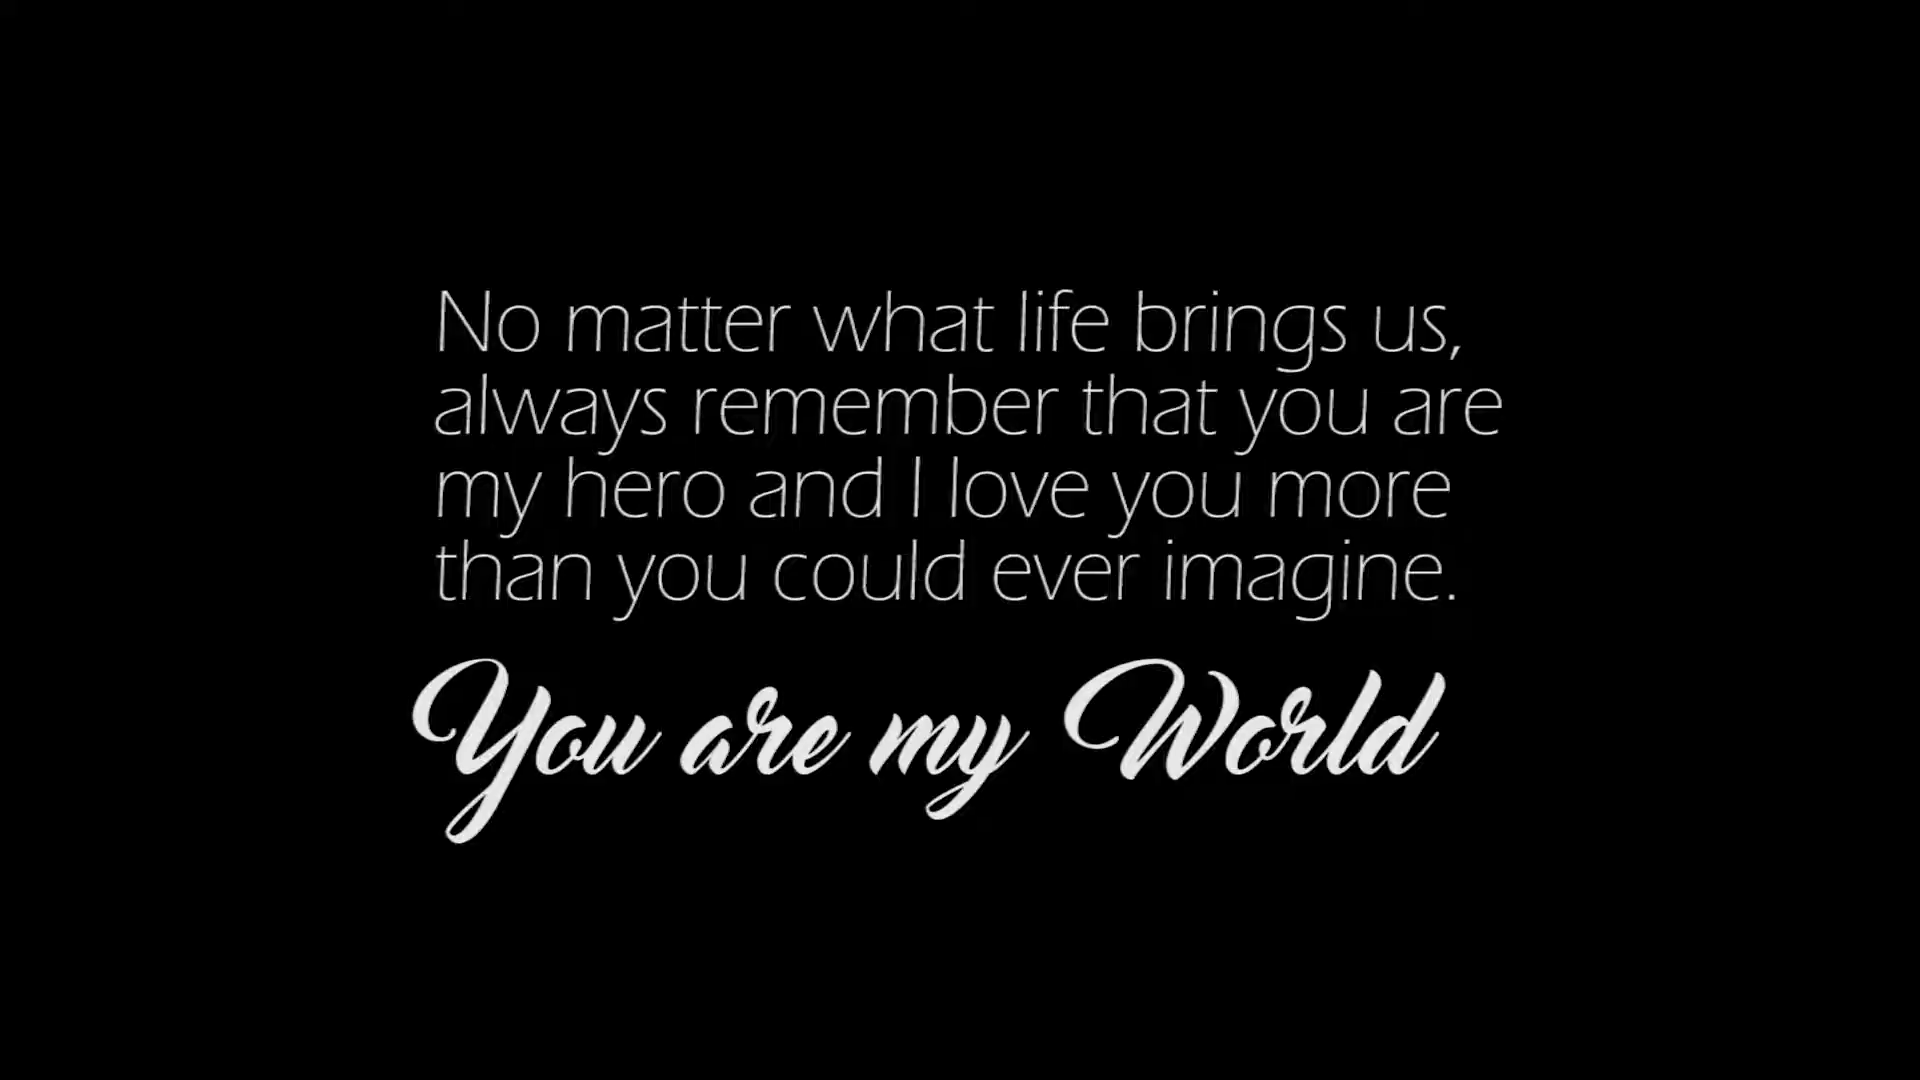 No matter what life brings us,
always remember that you are
my hero and I love you more
than you could ever imagine.
You are my World